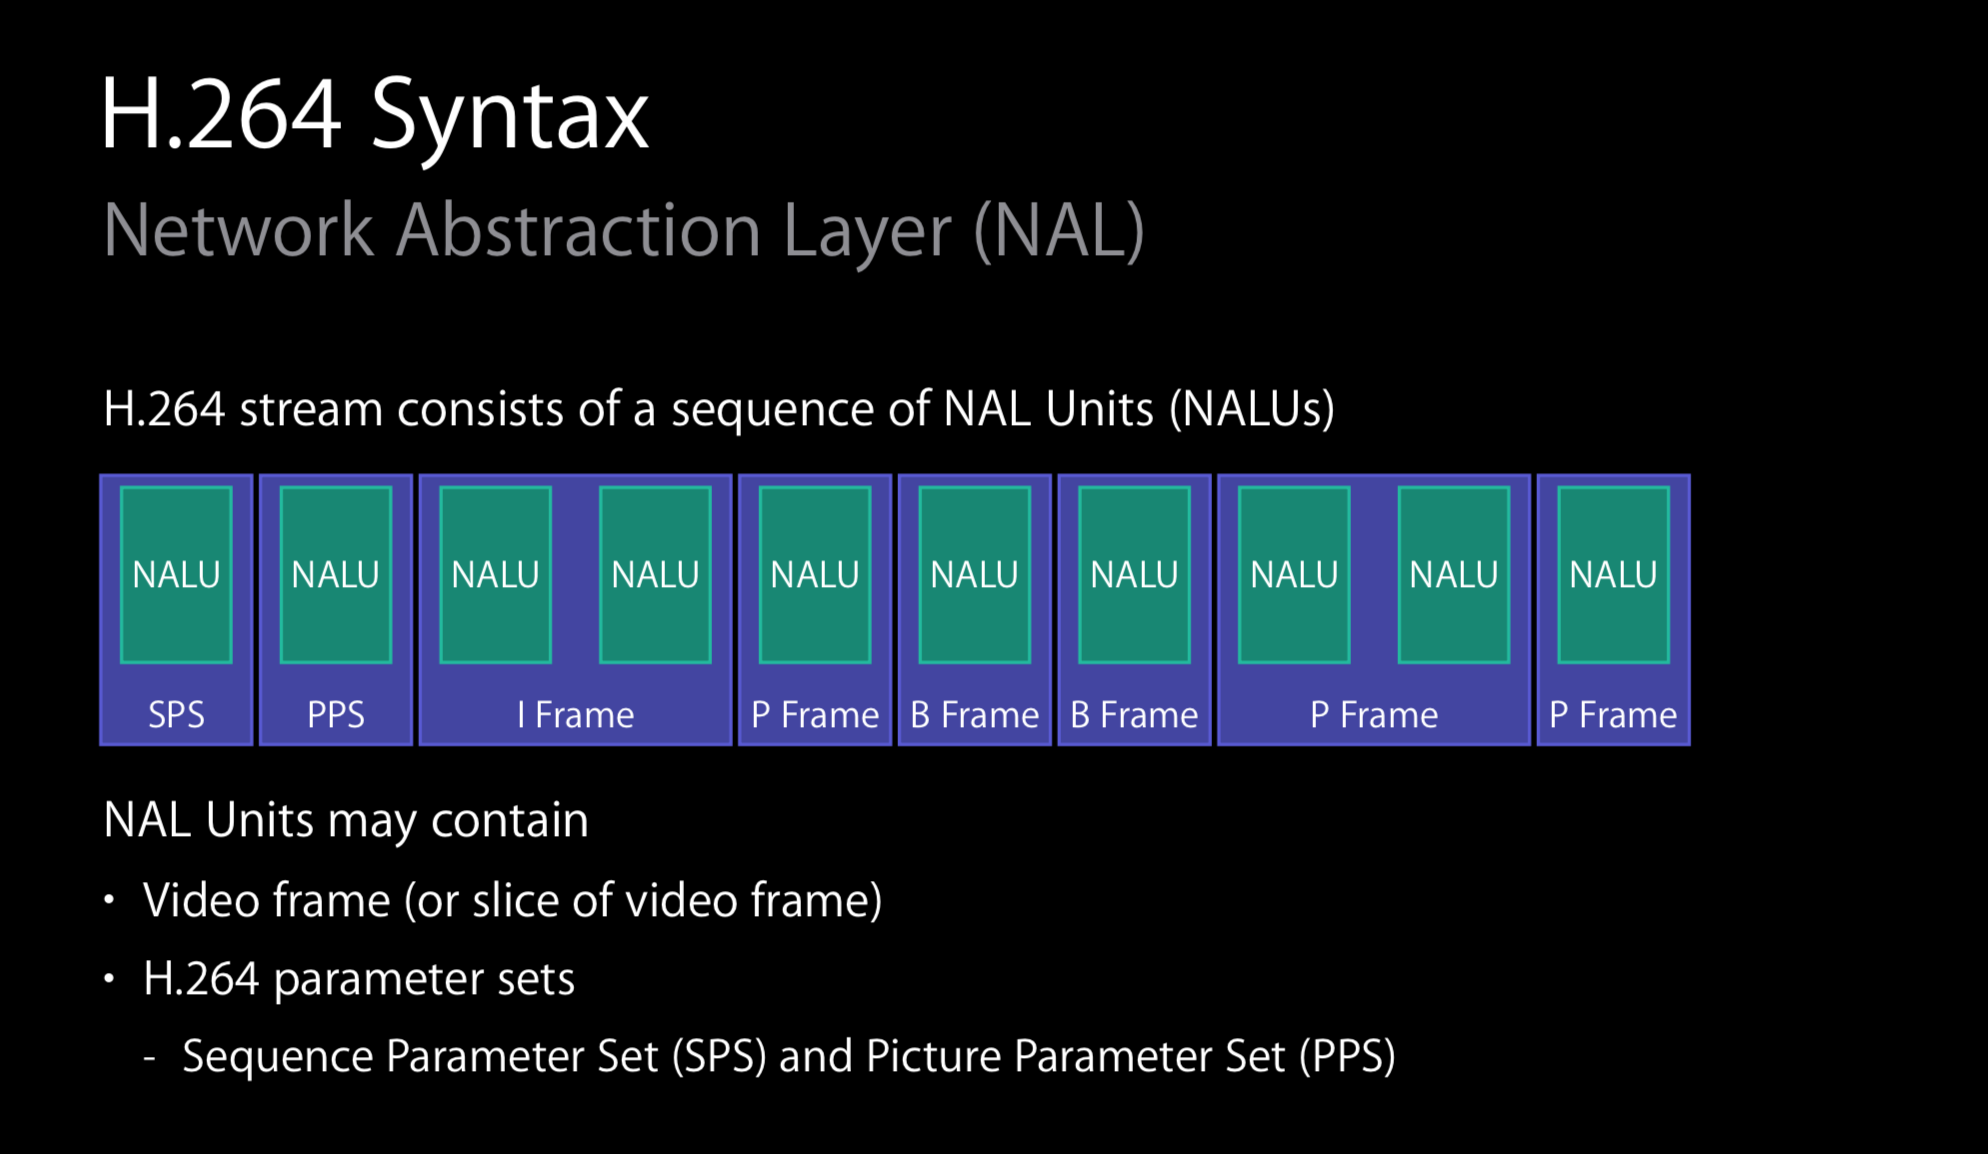 H.264 Syntax
Network Abstraction Layer (NAL)
H.264 stream consists of a sequence of NAL Units (NALUs)
NALU NALU NALU NALU NALU NALU NALU NALU NALU NALU
SPS PPS I Frame P Frame B Frame B Frame P Frame P Frame
NAL Units may contain
• Video frame (or slice of video frame)
• H.264 parameter sets
- Sequence Parameter Set (SPS) and Picture Parameter Set (PPS)